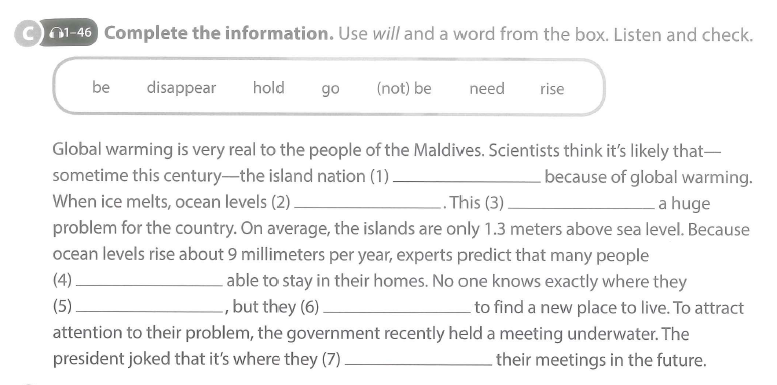 C 1–46 Complete the information. Use will and a word from the box. Listen and check.
be disappear hold go (not) be need rise
Global warming is very real to the people of the Maldives. Scientists think it's likely that—
sometime this century—the island nation (1) ____________ because of global warming.
When ice melts, ocean levels (2) ____________. This (3) ____________ a huge
problem for the country. On average, the islands are only 1.3 meters above sea level. Because
ocean levels rise about 9 millimeters per year, experts predict that many people
(4) ____________ able to stay in their homes. No one knows exactly where they
(5) ____________, but they (6) ____________ to find a new place to live. To attract
attention to their problem, the government recently held a meeting underwater. The
president joked that it's where they (7) ____________ their meetings in the future.